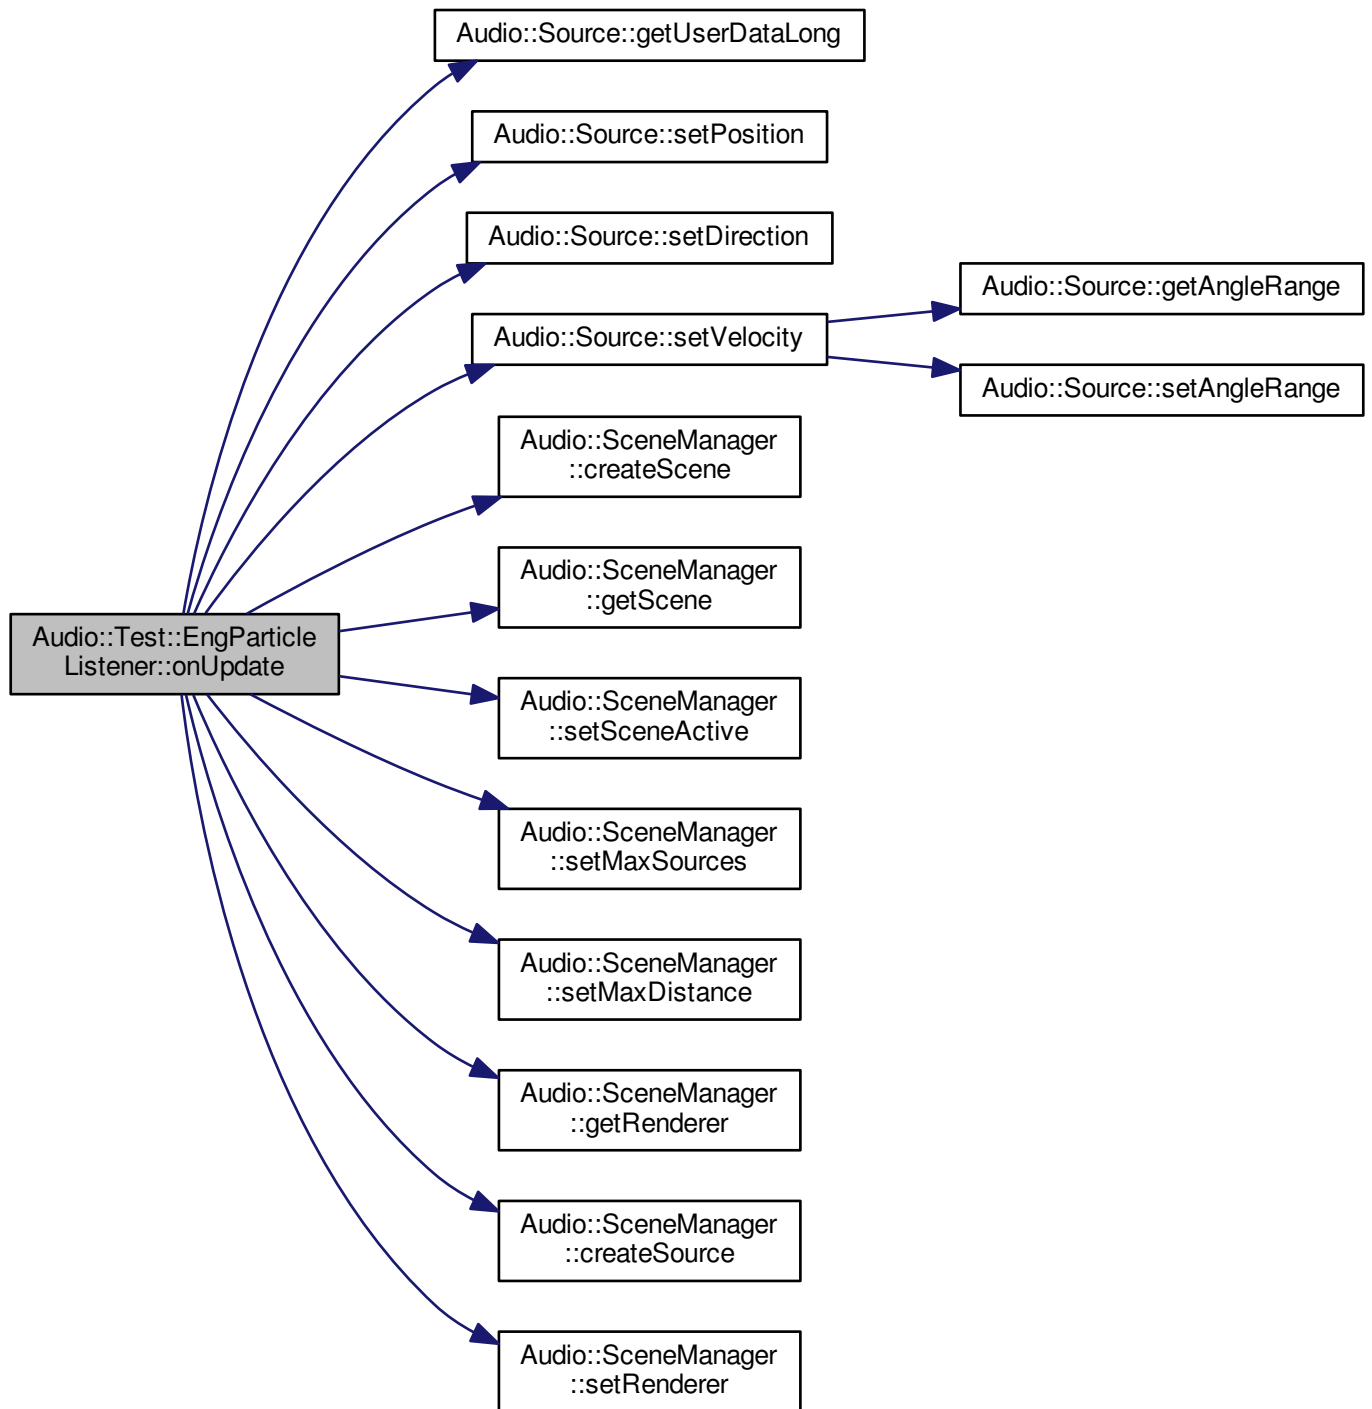 Audio::Source::getUserDataLong
Audio::Source::setPosition
Audio::Source::setDirection
Audio::Source::setVelocity
Audio::Source::getAngleRange
Audio::Source::setAngleRange
Audio::SceneManager
::createScene
Audio::SceneManager
::getScene
Audio::Test::EngParticle
Listener::onUpdate
Audio::SceneManager
::setSceneActive
Audio::SceneManager
::setMaxSources
Audio::SceneManager
::setMaxDistance
Audio::SceneManager
::getRenderer
Audio::SceneManager
::createSource
Audio::SceneManager
::setRenderer